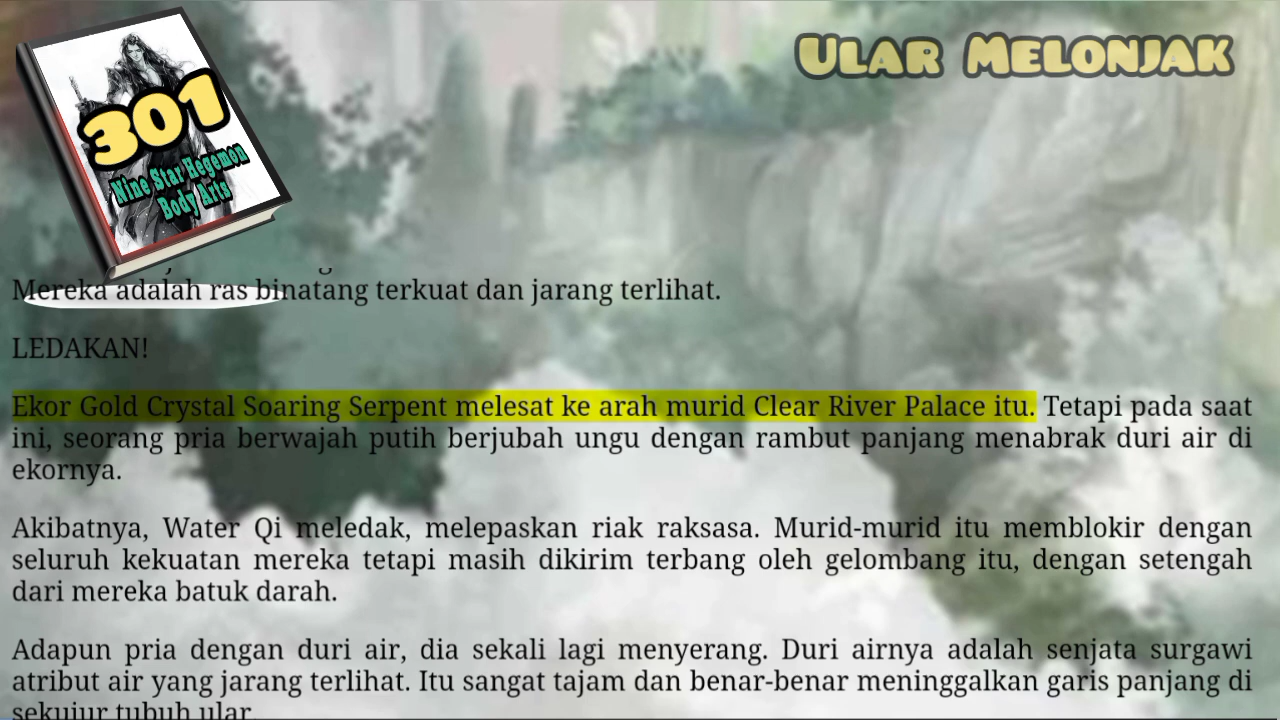 Ular Melonjak
301
Nine Star Hegemon
Body Arts
Mereka adalah ras binatang terkuat dan jarang terlihat.
LEDAKAN!
Ekor Gold Crystal Soaring Serpent melesat ke arah murid Clear River Palace itu. Tetapi pada saat
ini, seorang pria berwajah putih berjubah ungu dengan rambut panjang menabrak duri air di
ekornya.
Akibatnya, Water Qi meledak, melepaskan riak raksasa. Murid-murid itu memblokir dengan
seluruh kekuatan mereka tetapi masih dikirim terbang oleh gelombang itu, dengan setengah
dari mereka batuk darah.
Adapun pria dengan duri air, dia sekali lagi menyerang. Duri airnya adalah senjata surgawi
atribut air yang jarang terlihat. Itu sangat tajam dan benar-benar meninggalkan garis panjang di
sekujur tubuh ular.